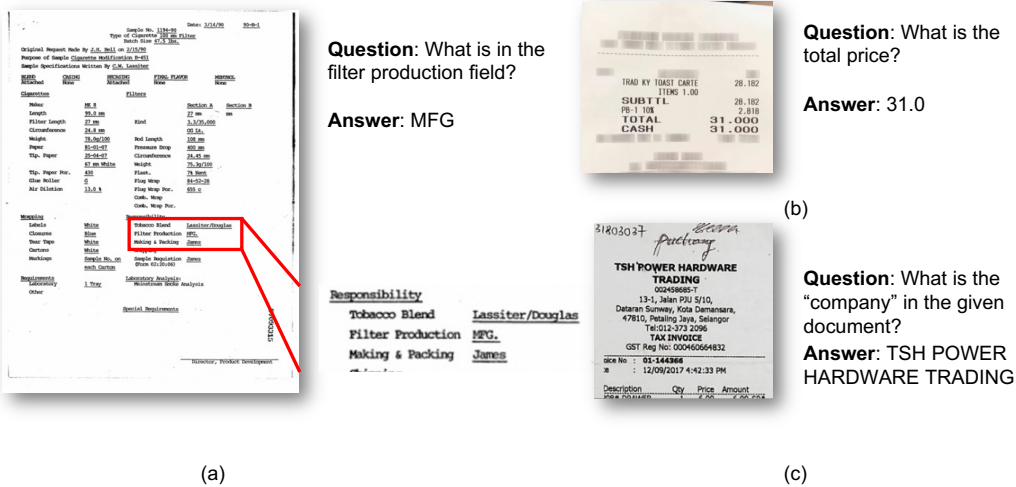 Date: 3/14/90 90-B-1
Sample No. 1194-90
Type of Cigarette 100 mm Filter
Batch Size 47.5 lbs.
Original Request Made By J.H. Bell on 2/15/90
Purpose of Sample Cigarette Modification B-451
Sample Specifications Written By C.W. Lassiter
BLEND CASING RECASING FINAL FLAVOR MENTHOL
Attached None Attached None None
Cigarettes Filters
Maker MK 8 Section A Section B
Length 99.0 mm 27 mm mm
Filter Length 27 mm Kind 3.3/35,000
Circumference 24.8 mm
Weight Rod Length 108 mm
Paper Pressure Drop 400 mm
Tip. Paper Circumference 24.45 mm
67 mm White Weight
Tip. Paper Por. 430 Plast.
Glue Roller G Plug Wrap
Air Dilution 13.0 % Plug Wrap Por.
Comb. Wrap
Comb. Wrap Por.
Wrapping Responsibility
Labels White Tobacco Blend Lassiter/Douglas
Closures Blue Filter Production MFG.
Tear Tape White Making & Packing James
Cartons White Shipping
Markings Sample No. on Sample Requisition James
each Carton
Requirements Laboratory Analysis:
Laboratory 1 Tray Mainstream Smoke Analysis
Other
Special Requirements
Director, Product Development
Responsibility
Tobacco Blend Lassiter/Douglas
Filter Production MFG.
Making & Packing James
Question: What is in the
filter production field?
Answer: MFG
(a)
TRAD KY TOAST CARTE 28.182
ITEMS 1.00
SUBTTL 28.182
PB-1 10% 2.818
TOTAL 31.000
CASH 31.000
Question: What is the
total price?
Answer: 31.0
(b)
31803037
TSH POWER HARDWARE
TRADING
002458685-T
13-1, Jalan PJU 5/10,
Dataran Sunway, Kota Damansara,
47810, Petaling Jaya, Selangor
Tel:012-373 2096
TAX INVOICE
GST Reg No: 000460664832
oice No : 01-144366
: 12/09/2017 4:42:33 PM
Description Qty Price Amount
Question: What is the
“company” in the given
document?
Answer: TSH POWER
HARDWARE TRADING
(c)